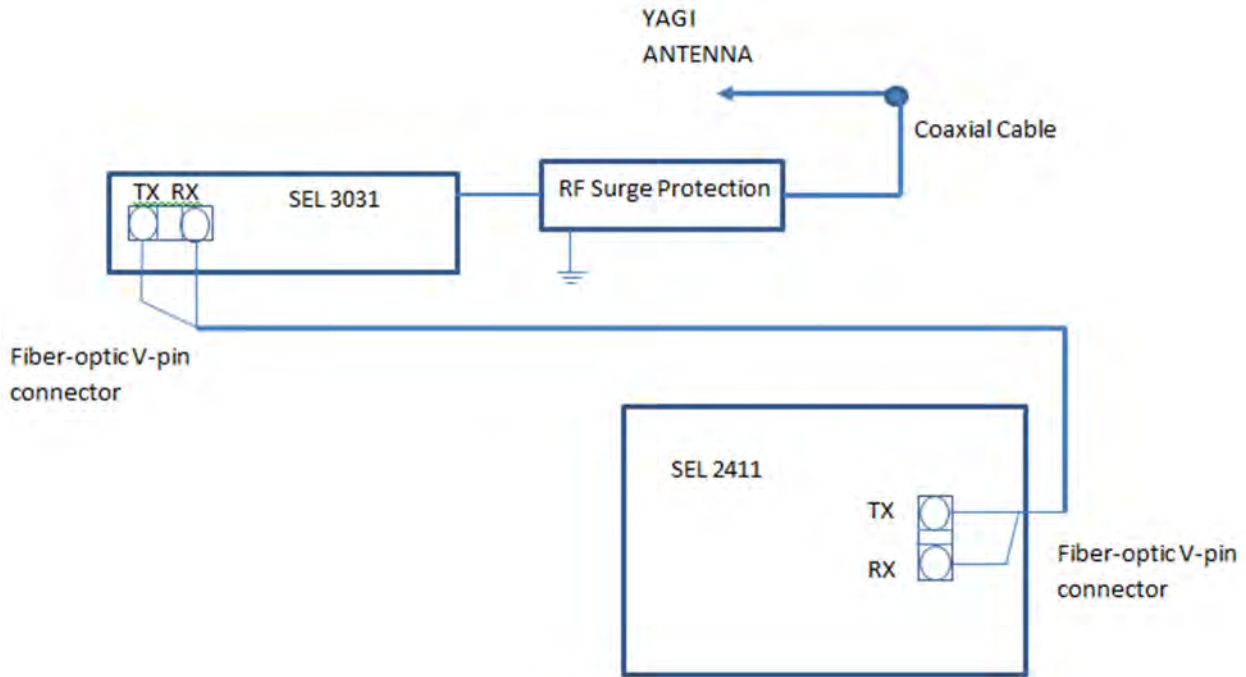 YAGI
ANTENNA
Coaxial Cable
TX RX
SEL 3031
RF Surge Protection
Fiber-optic V-pin
connector
SEL 2411
TX
RX
Fiber-optic V-pin
connector